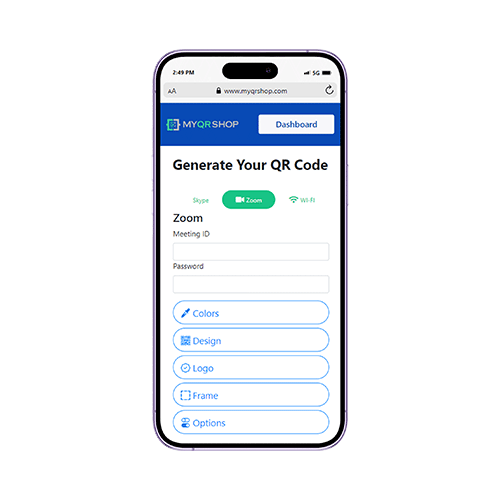 2:49 PM 5G
AA www.myqrshop.com
MYQRSHOP Dashboard
Generate Your QR Code
Skype Zoom WI-FI
Zoom
Meeting ID
Password
Colors
Design
Logo
Frame
Options